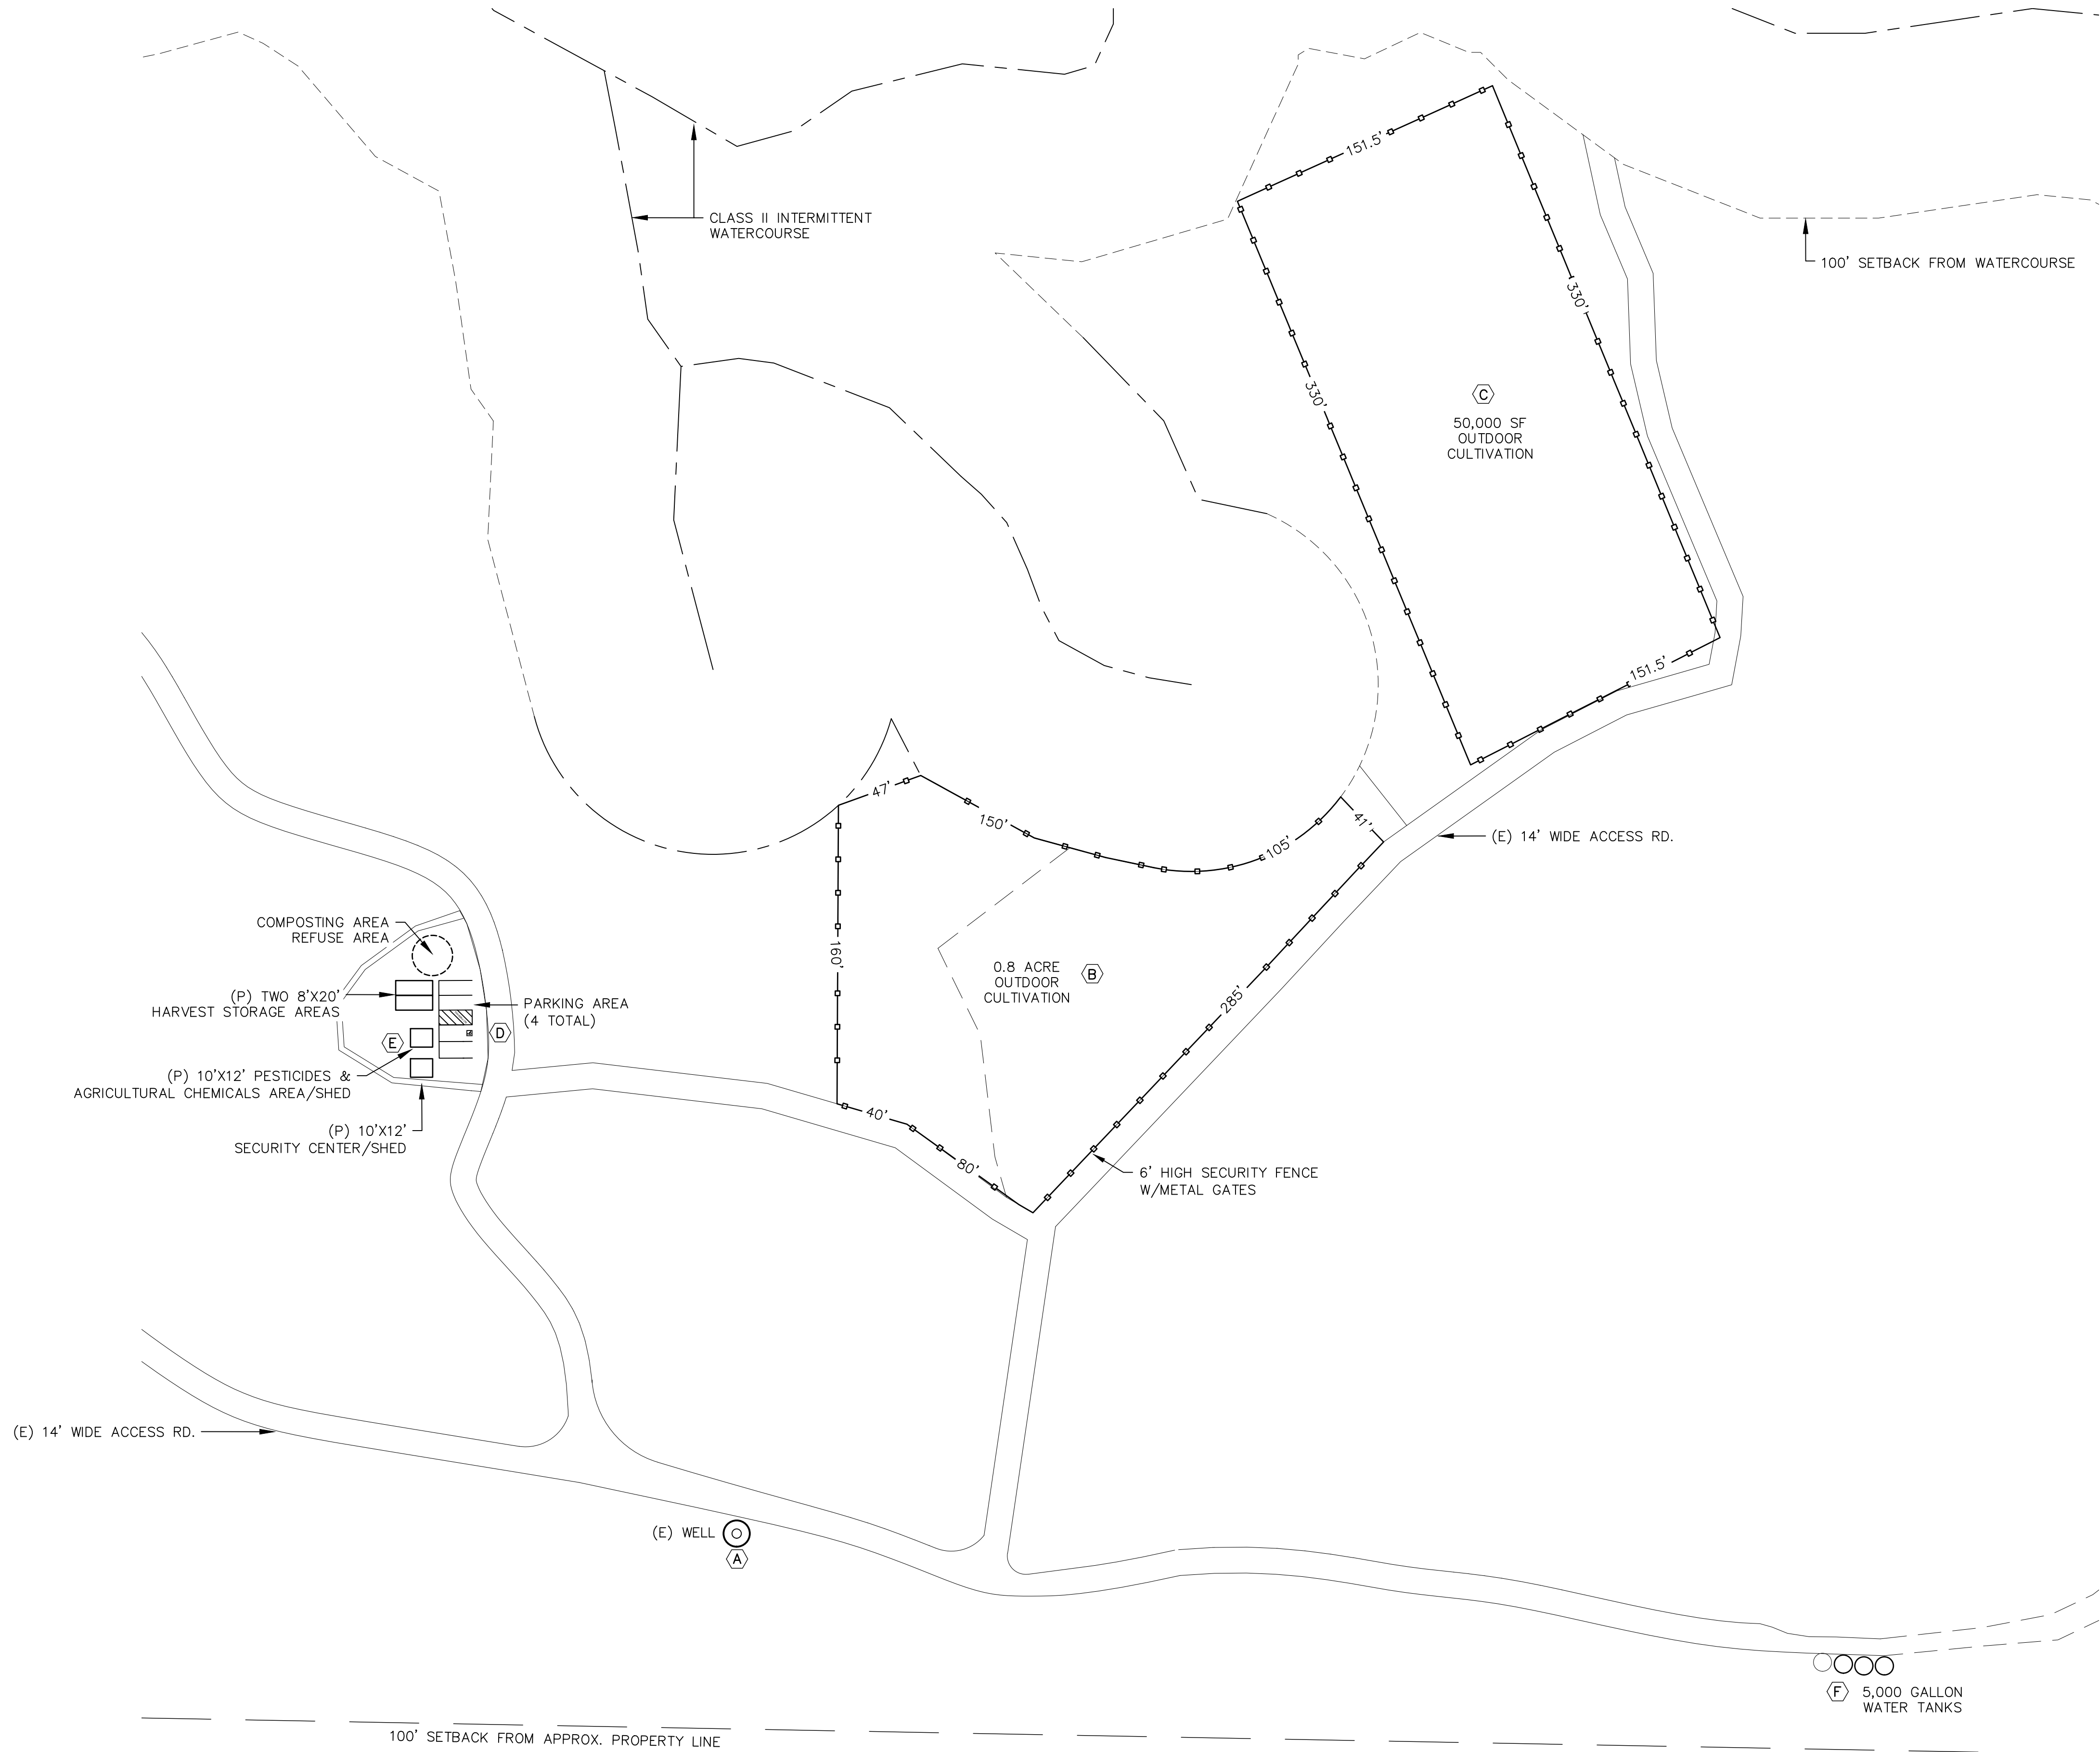 151.5'
CLASS II INTERMITTENT
WATERCOURSE
100' SETBACK FROM WATERCOURSE
330'
330'
C
50,000 SF
OUTDOOR
CULTIVATION
151.5'
47'
150'
105'
41'
(E) 14' WIDE ACCESS RD.
COMPOSTING AREA
REFUSE AREA
160'
0.8 ACRE
OUTDOOR
CULTIVATION
B
(P) TWO 8'X20'
HARVEST STORAGE AREAS
PARKING AREA
(4 TOTAL)
D
E
285'
(P) 10'X12' PESTICIDES &
AGRICULTURAL CHEMICALS AREA/SHED
(P) 10'X12'
SECURITY CENTER/SHED
40'
80'
6' HIGH SECURITY FENCE
W/METAL GATES
(E) 14' WIDE ACCESS RD.
(E) WELL
A
F
5,000 GALLON
WATER TANKS
100' SETBACK FROM APPROX. PROPERTY LINE